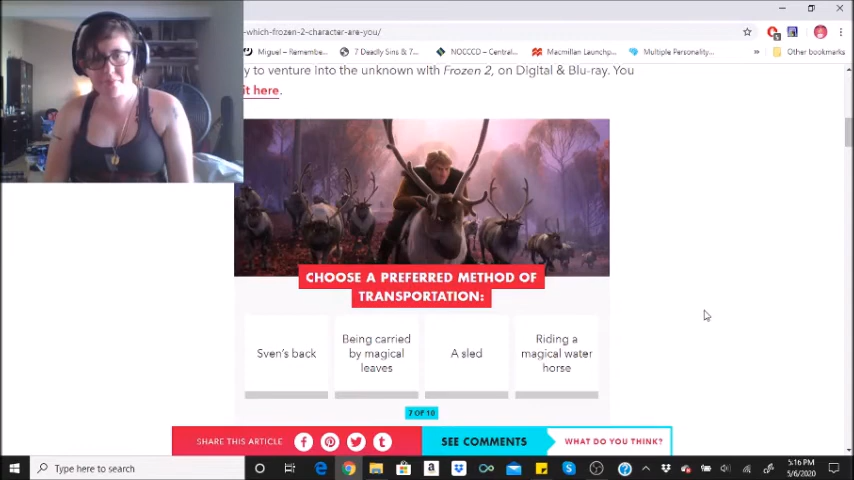 -which-frozen-2-character-are-you/
Miguel – Remembe...
7 Deadly Sins & 7...
NOCCCD – Central...
Macmillan Launchp...
Multiple Personality...
»
Other bookmarks
y to venture into the unknown with Frozen 2, on Digital & Blu-ray. You
it here.
CHOOSE A PREFERRED METHOD OF
TRANSPORTATION:
Sven's back
Being carried
by magical
leaves
A sled
Riding a
magical water
horse
7 OF 10
SHARE THIS ARTICLE
SEE COMMENTS
WHAT DO YOU THINK?
Type here to search
5:16 PM
5/6/2020